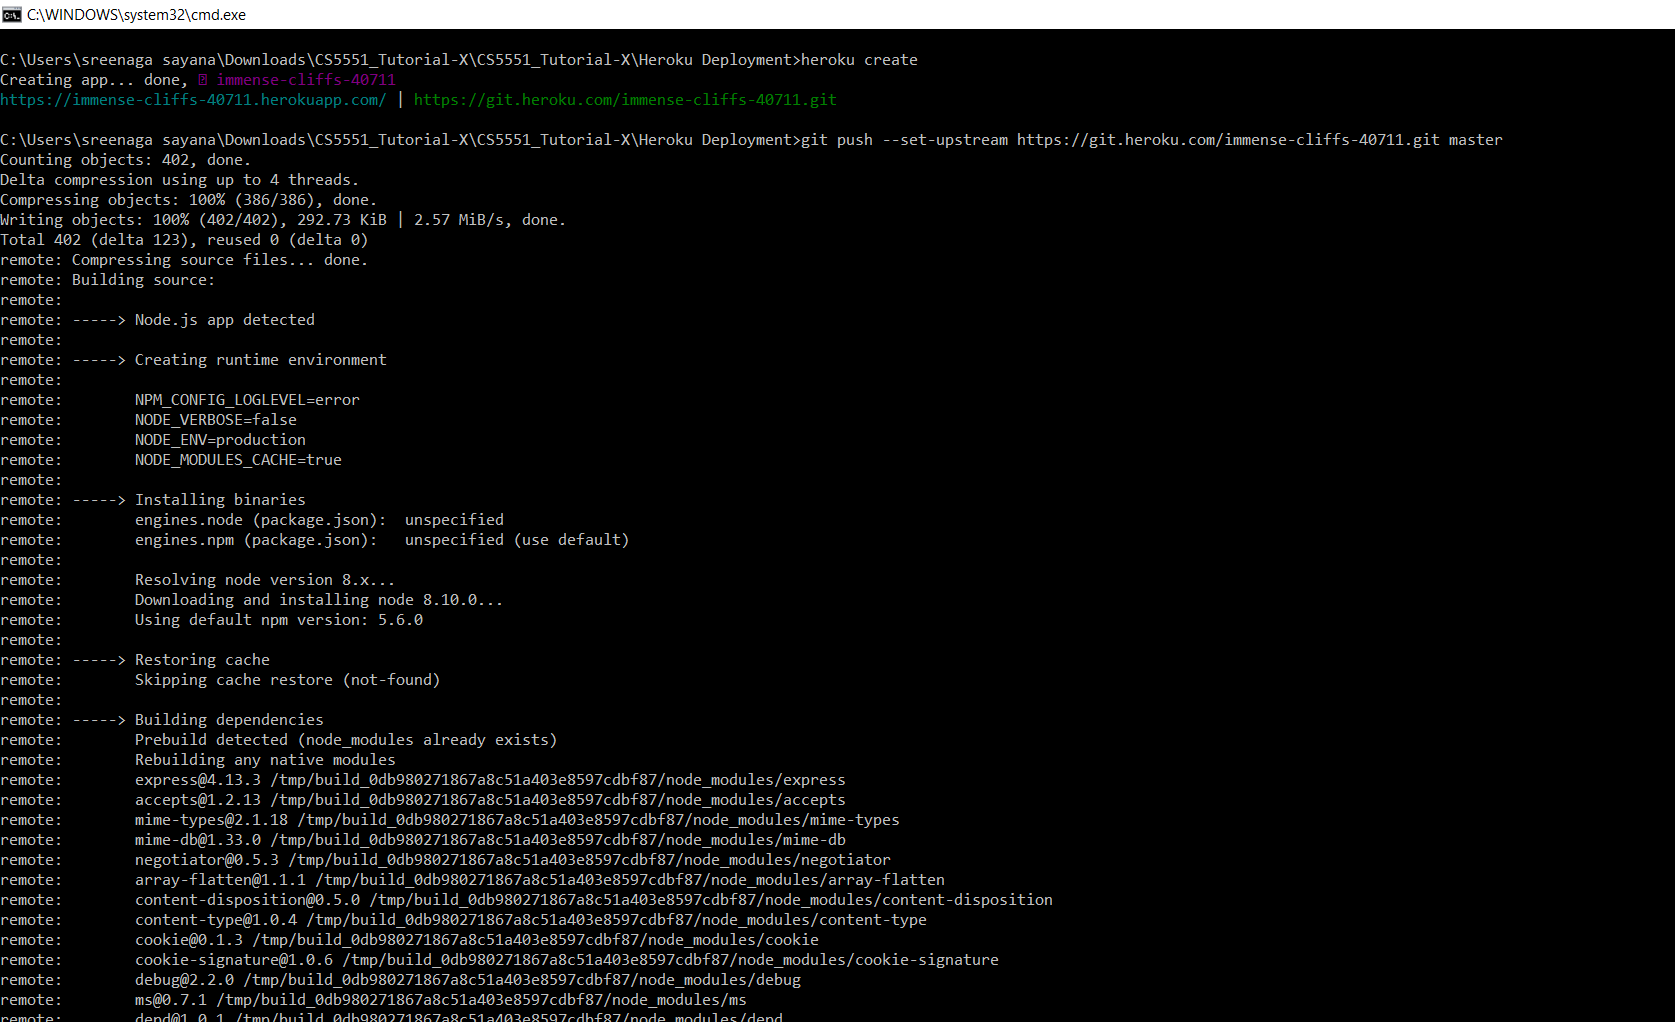 C:\WINDOWS\system32\cmd.exe
C:\Users\sreenaga sayana\Downloads\CS5551_Tutorial-X\CS5551_Tutorial-X\Heroku Deployment>heroku create
Creating app... done, immense-cliffs-40711
https://immense-cliffs-40711.herokuapp.com/ | https://git.heroku.com/immense-cliffs-40711.git
C:\Users\sreenaga sayana\Downloads\CS5551_Tutorial-X\CS5551_Tutorial-X\Heroku Deployment>git push --set-upstream https://git.heroku.com/immense-cliffs-40711.git master
Counting objects: 402, done.
Delta compression using up to 4 threads.
Compressing objects: 100% (386/386), done.
Writing objects: 100% (402/402), 292.73 KiB | 2.57 MiB/s, done.
Total 402 (delta 123), reused 0 (delta 0)
remote: Compressing source files... done.
remote: Building source:
remote:
remote: -----> Node.js app detected
remote:
remote: -----> Creating runtime environment
remote:
remote:        NPM_CONFIG_LOGLEVEL=error
remote:        NODE_VERBOSE=false
remote:        NODE_ENV=production
remote:        NODE_MODULES_CACHE=true
remote:
remote: -----> Installing binaries
remote:        engines.node (package.json):  unspecified
remote:        engines.npm (package.json):   unspecified (use default)
remote:
remote:        Resolving node version 8.x...
remote:        Downloading and installing node 8.10.0...
remote:        Using default npm version: 5.6.0
remote:
remote: -----> Restoring cache
remote:        Skipping cache restore (not-found)
remote:
remote: -----> Building dependencies
remote:        Prebuild detected (node_modules already exists)
remote:        Rebuilding any native modules
remote:        express@4.13.3 /tmp/build_0db980271867a8c51a403e8597cdbf87/node_modules/express
remote:        accepts@1.2.13 /tmp/build_0db980271867a8c51a403e8597cdbf87/node_modules/accepts
remote:        mime-types@2.1.18 /tmp/build_0db980271867a8c51a403e8597cdbf87/node_modules/mime-types
remote:        mime-db@1.33.0 /tmp/build_0db980271867a8c51a403e8597cdbf87/node_modules/mime-db
remote:        negotiator@0.5.3 /tmp/build_0db980271867a8c51a403e8597cdbf87/node_modules/negotiator
remote:        array-flatten@1.1.1 /tmp/build_0db980271867a8c51a403e8597cdbf87/node_modules/array-flatten
remote:        content-disposition@0.5.0 /tmp/build_0db980271867a8c51a403e8597cdbf87/node_modules/content-disposition
remote:        content-type@1.0.4 /tmp/build_0db980271867a8c51a403e8597cdbf87/node_modules/content-type
remote:        cookie@0.1.3 /tmp/build_0db980271867a8c51a403e8597cdbf87/node_modules/cookie
remote:        cookie-signature@1.0.6 /tmp/build_0db980271867a8c51a403e8597cdbf87/node_modules/cookie-signature
remote:        debug@2.2.0 /tmp/build_0db980271867a8c51a403e8597cdbf87/node_modules/debug
remote:        ms@0.7.1 /tmp/build_0db980271867a8c51a403e8597cdbf87/node_modules/ms
remote:        depd@1.0.1 /tmp/build_0db980271867a8c51a403e8597cdbf87/node_modules/depd